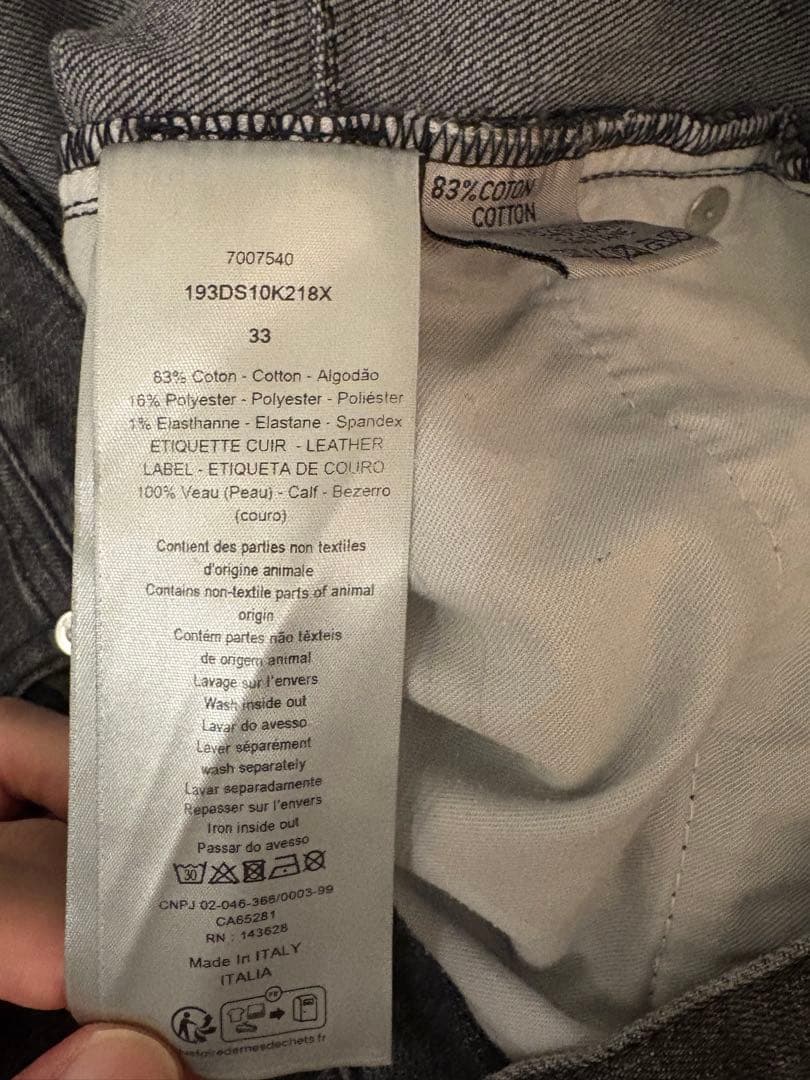 7007540
193DS10K218X
33
83% Coton - Cotton - Algodão
16% Polyester - Polyester - Poliéster
1% Elasthanne - Elastane - Spandex
ETIQUETTE CUIR - LEATHER
LABEL - ETIQUETA DE COURO
100% Veau (Peau) - Calf - Bezerro
(couro)
Contient des parties non textiles
d'origine animale
Contains non-textile parts of animal
origin
Contém partes não têxteis
de origem animal
Lavage sur l'envers
Wash inside out
Lavar do avesso
Laver séparément
wash separately
Lavar separadamente
Repasser sur l'envers
Iron inside out
Passar do avesso
30
CNPJ 02-046-366/0003-99
CA65281
RN : 143628
Made In ITALY
ITALIA
FR
83%COTON
COTTON